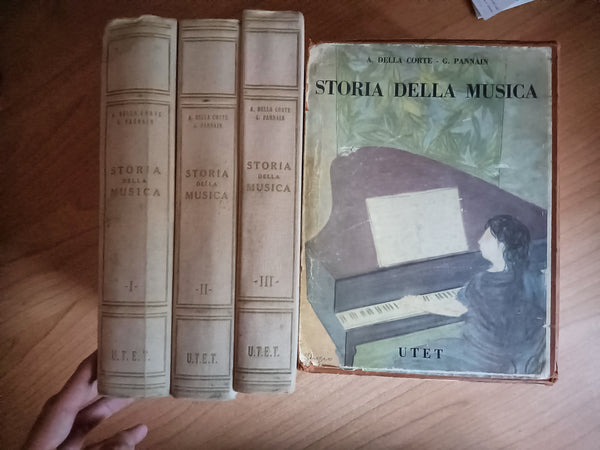 A. DELLA CORTE
G. PANNAIN
STORIA
DELLA
MUSICA
-I-
U.T.E.T.
A. DELLA CORTE
G. PANNAIN
STORIA
DELLA
MUSICA
-II-
U.T.E.T.
A. DELLA CORTE
G. PANNAIN
STORIA
DELLA
MUSICA
-III-
U.T.E.T.
A. DELLA CORTE - G. PANNAIN
STORIA DELLA MUSICA
UTET